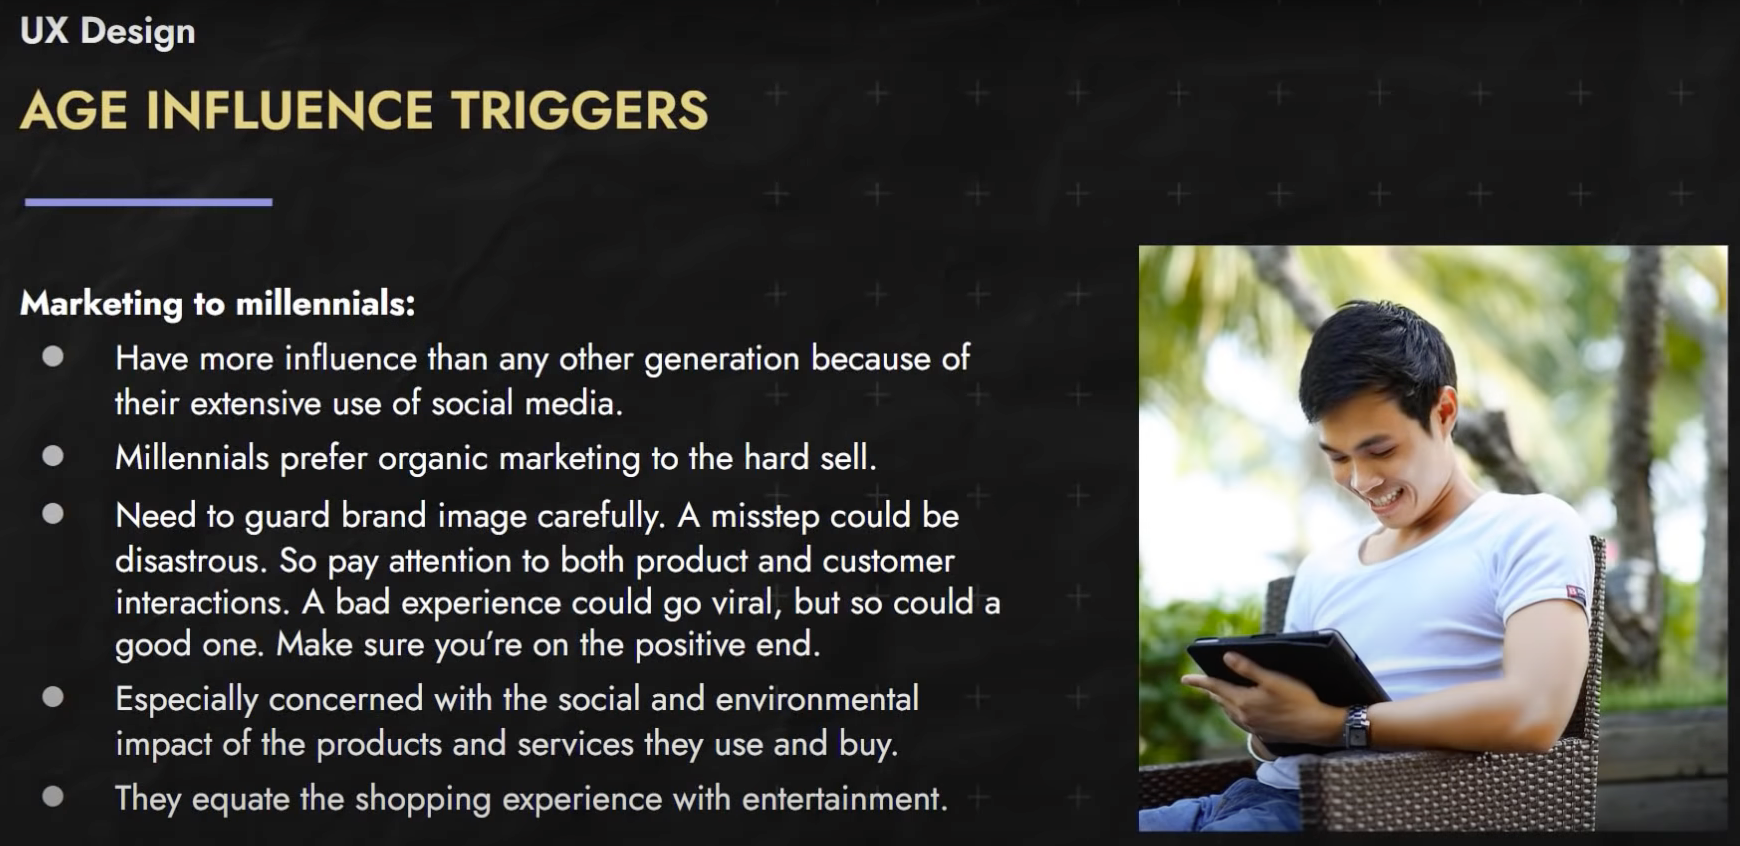 UX Design
AGE INFLUENCE TRIGGERS
Marketing to millennials:
Have more influence than any other generation because of
their extensive use of social media.
Millennials prefer organic marketing to the hard sell.
Need to guard brand image carefully. A misstep could be
disastrous. So pay attention to both product and customer
interactions. A bad experience could go viral, but so could a
good one. Make sure you're on the positive end.
Especially concerned with the social and environmental
impact of the products and services they use and buy.
They equate the shopping experience with entertainment.